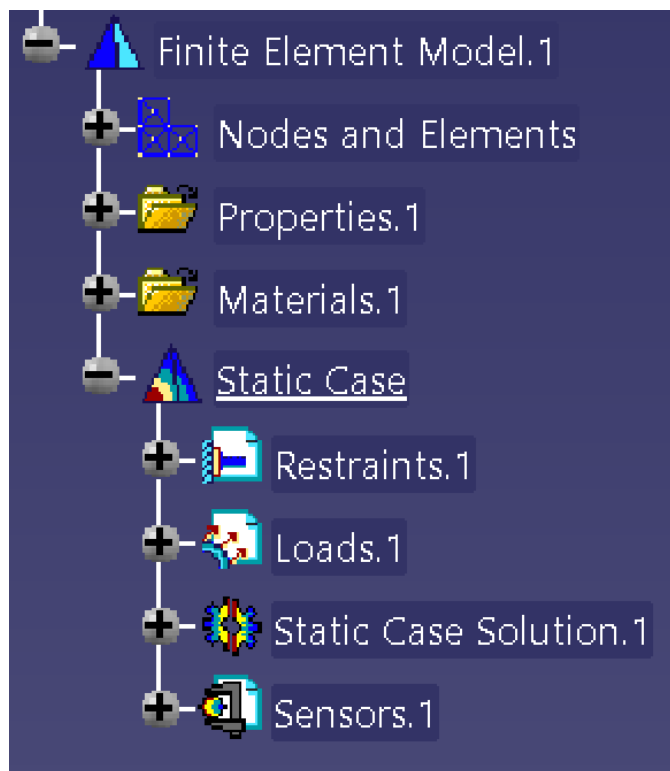 Finite Element Model.1
Nodes and Elements
Properties.1
Materials.1
Static Case
Restraints.1
Loads.1
Static Case Solution.1
Sensors.1